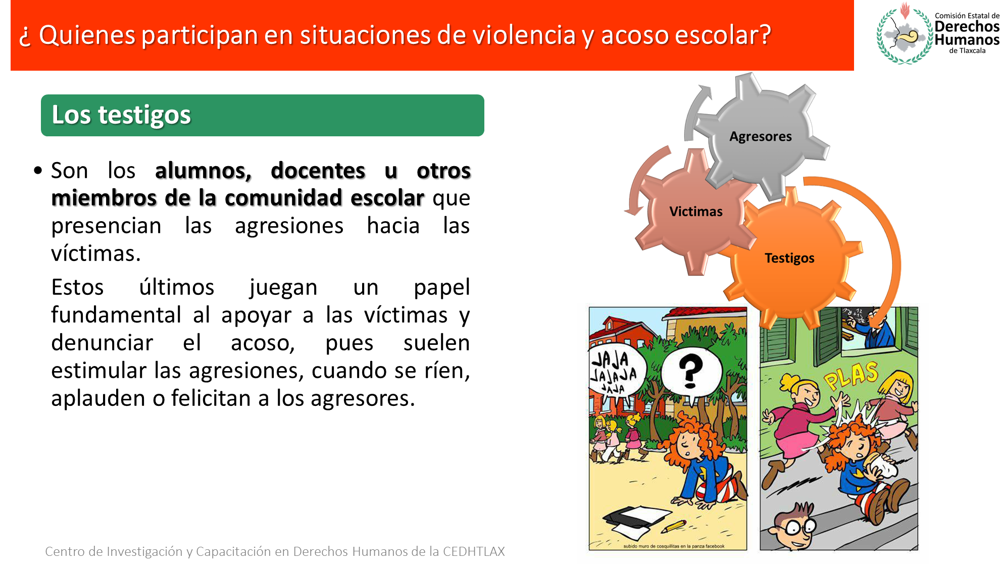 ¿ Quienes participan en situaciones de violencia y acoso escolar?
Comisión Estatal de
Derechos
Humanos
de Tlaxcala
Los testigos
• Son los alumnos, docentes u otros
miembros de la comunidad escolar que
presencian las agresiones hacia las
víctimas.
Estos últimos juegan un papel
fundamental al apoyar a las víctimas y
denunciar el acoso, pues suelen
estimular las agresiones, cuando se ríen,
aplauden o felicitan a los agresores.
Agresores
Victimas
Testigos
JAJA
JAJAJA
JAJA
?
PLAS
subido muro de cosquillitas en la panza facebook
Centro de Investigación y Capacitación en Derechos Humanos de la CEDHTLAX